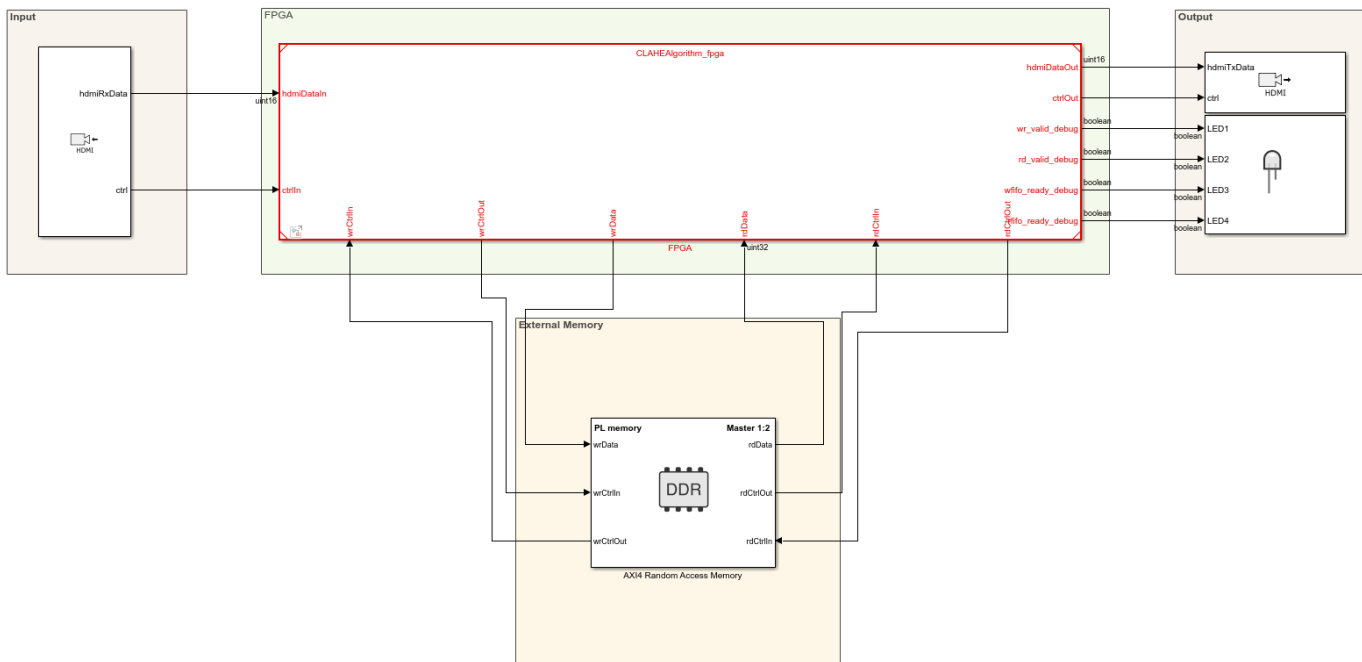 Input
hdmiRxData
HDMI
ctrl
FPGA
CLAHEAlgorithm_fpga
uint16
hdmiDataIn
ctrlIn
hdmiDataOut
uint16
ctrlOut
wr_valid_debug
boolean
rd_valid_debug
boolean
wfifo_ready_debug
boolean
rfifo_ready_debug
boolean
wrCtrlIn
wrCtrlOut
wrData
rdData
rdCtrlIn
rdCtrlOut
FPGA
uint32
Output
hdmiTxData
HDMI
ctrl
boolean
LED1
boolean
LED2
boolean
LED3
boolean
LED4
External Memory
PL memory
Master 1:2
wrData
rdData
DDR
wrCtrlIn
rdCtrlOut
wrCtrlOut
rdCtrlIn
AXI4 Random Access Memory